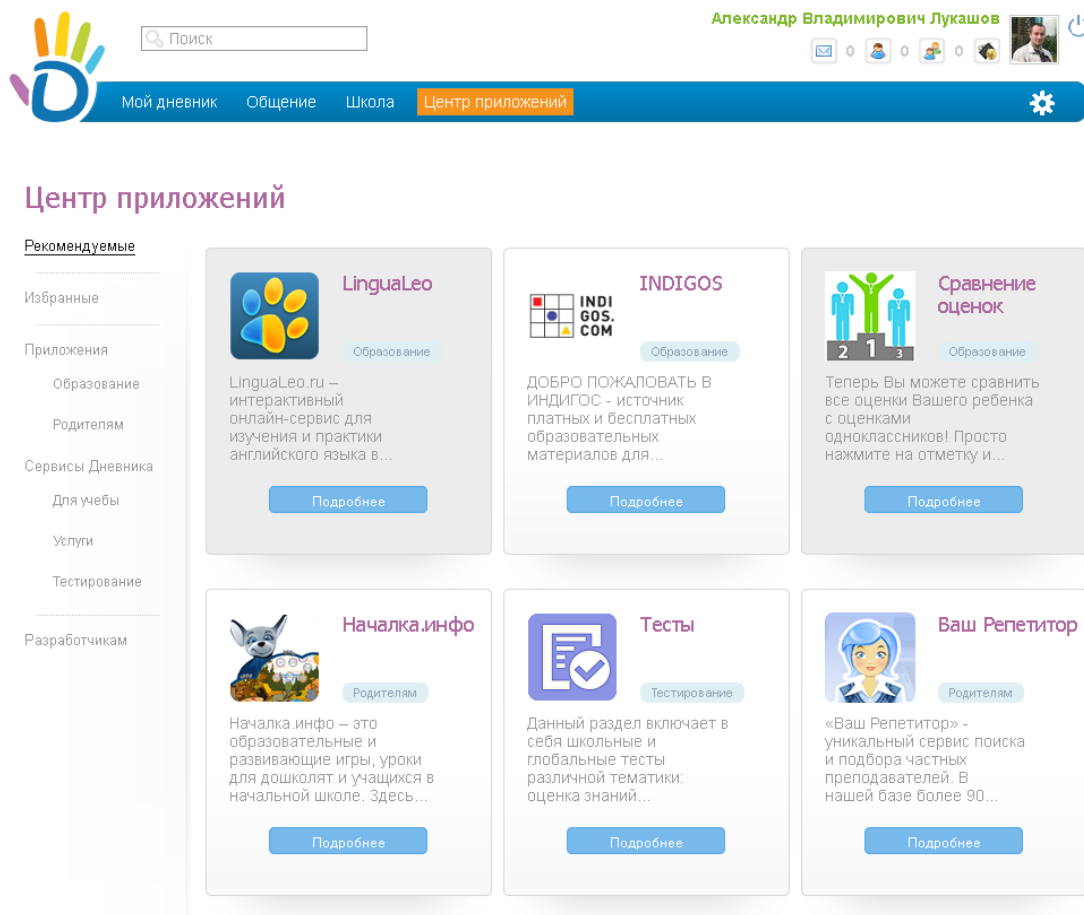 Александр Владимирович Лукашов
Поиск
0 0 0
Мой дневник Общение Школа Центр приложений
Центр приложений
Рекомендуемые
Избранные
Приложения
Образование
Родителям
Сервисы Дневника
Для учебы
Услуги
Тестирование
Разработчикам
LinguaLeo
Образование
LinguaLeo.ru –
интерактивный
онлайн-сервис для
изучения и практики
английского языка в...
Подробнее
INDI
GOS.
COM
INDIGOS
Образование
ДОБРО ПОЖАЛОВАТЬ В
ИНДИГОС - источник
платных и бесплатных
образовательных
материалов для...
Подробнее
2 1 3
Сравнение
оценок
Образование
Теперь Вы можете сравнить
все оценки Вашего ребенка
с оценками
одноклассников! Просто
нажмите на отметку и...
Подробнее
Началка.инфо
Родителям
Началка.инфо – это
образовательные и
развивающие игры, уроки
для дошколят и учащихся в
начальной школе. Здесь...
Подробнее
Тесты
Тестирование
Данный раздел включает в
себя школьные и
глобальные тесты
различной тематики:
оценка знаний...
Подробнее
Ваш Репетитор
Родителям
«Ваш Репетитор» -
уникальный сервис поиска
и подбора частных
преподавателей. В
нашей базе более 90...
Подробнее